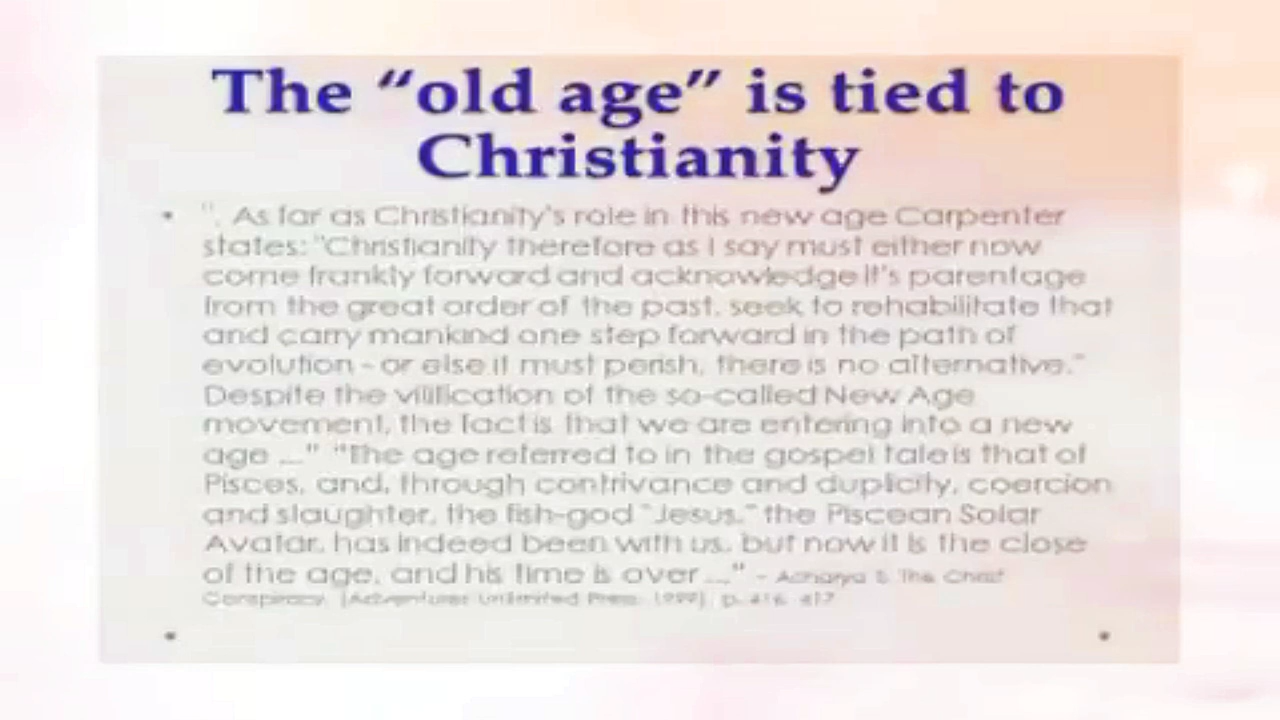 The “old age” is tied to
Christianity
• ". As far as Christianity's role in this new age Carpenter
states: "Christianity therefore as I say must either now
come frankly forward and acknowledge it's parentage
from the great order of the past, seek to rehabilitate that
and carry mankind one step forward in the path of
evolution - or else it must perish, there is no alternative."
Despite the vilification of the so-called New Age
movement, the fact is that we are entering into a new
age ..." "The age referred to in the gospel tale is that of
Pisces, and, through contrivance and duplicity, coercion
and slaughter, the fish-god "Jesus," the Piscean Solar
Avatar, has indeed been with us, but now it is the close
of the age, and his time is over ..." - Acharya S. The Christ
Conspiracy, (Adventures Unlimited Press, 1999), p. 416, 417